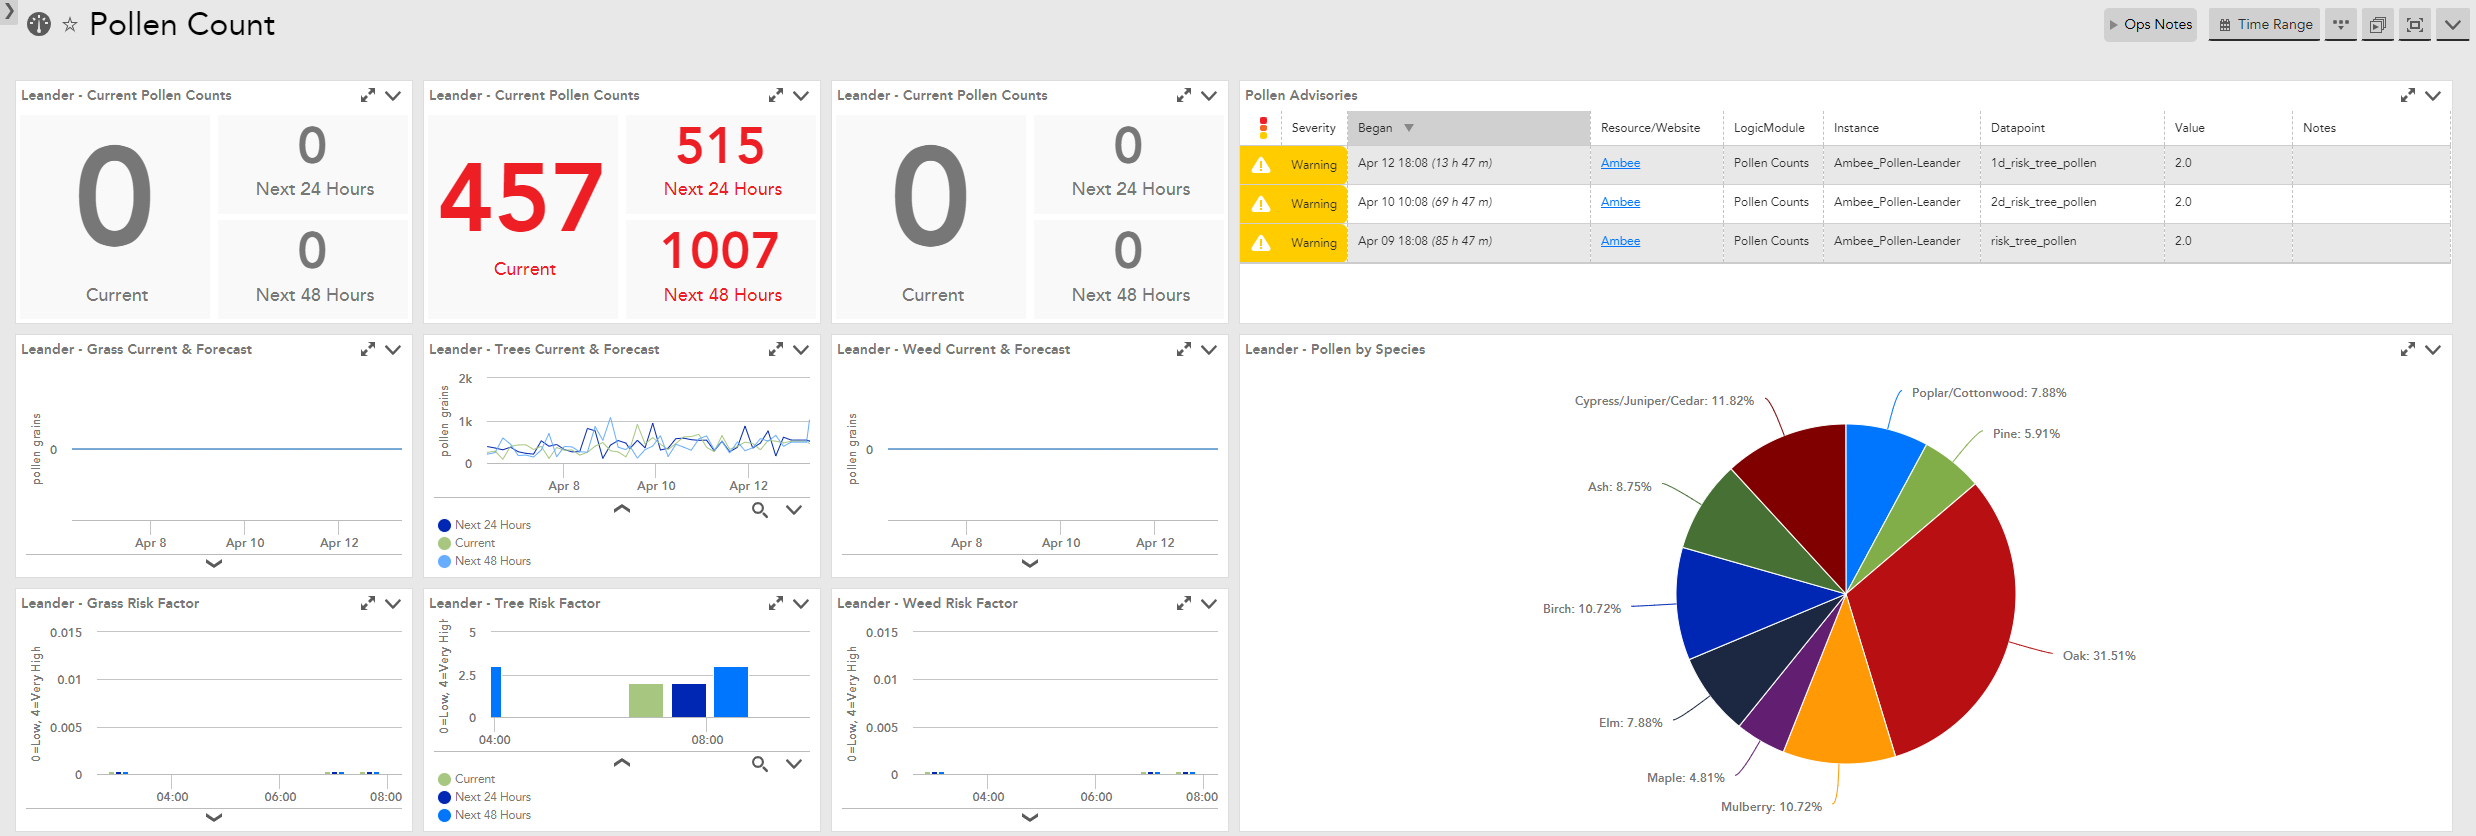 Pollen Count
Ops Notes
Time Range
Leander - Current Pollen Counts
0
Current
0
Next 24 Hours
0
Next 48 Hours
Leander - Current Pollen Counts
457
Current
515
Next 24 Hours
1007
Next 48 Hours
Leander - Current Pollen Counts
0
Current
0
Next 24 Hours
0
Next 48 Hours
Pollen Advisories
Severity Began Resource/Website LogicModule Instance Datapoint Value Notes
Warning Apr 12 18:08 (13 h 47 m) Ambee Pollen Counts Ambee_Pollen-Leander 1d_risk_tree_pollen 2.0
Warning Apr 10 10:08 (69 h 47 m) Ambee Pollen Counts Ambee_Pollen-Leander 2d_risk_tree_pollen 2.0
Warning Apr 09 18:08 (85 h 47 m) Ambee Pollen Counts Ambee_Pollen-Leander risk_tree_pollen 2.0
Leander - Grass Current & Forecast
pollen grains
0
Apr 8 Apr 10 Apr 12
Leander - Trees Current & Forecast
pollen grains
2k
1k
0
Apr 8 Apr 10 Apr 12
Next 24 Hours
Current
Next 48 Hours
Leander - Weed Current & Forecast
pollen grains
0
Apr 8 Apr 10 Apr 12
Leander - Pollen by Species
Cypress/Juniper/Cedar: 11.82%
Poplar/Cottonwood: 7.88%
Pine: 5.91%
Ash: 8.75%
Birch: 10.72%
Oak: 31.51%
Elm: 7.88%
Maple: 4.81%
Mulberry: 10.72%
Leander - Grass Risk Factor
0=Low, 4=Very High
0.015
0.01
0.005
0
04:00 06:00 08:00
Leander - Tree Risk Factor
0=Low, 4=Very High
5
2.5
0
04:00 08:00
Current
Next 24 Hours
Next 48 Hours
Leander - Weed Risk Factor
0=Low, 4=Very High
0.015
0.01
0.005
0
04:00 06:00 08:00